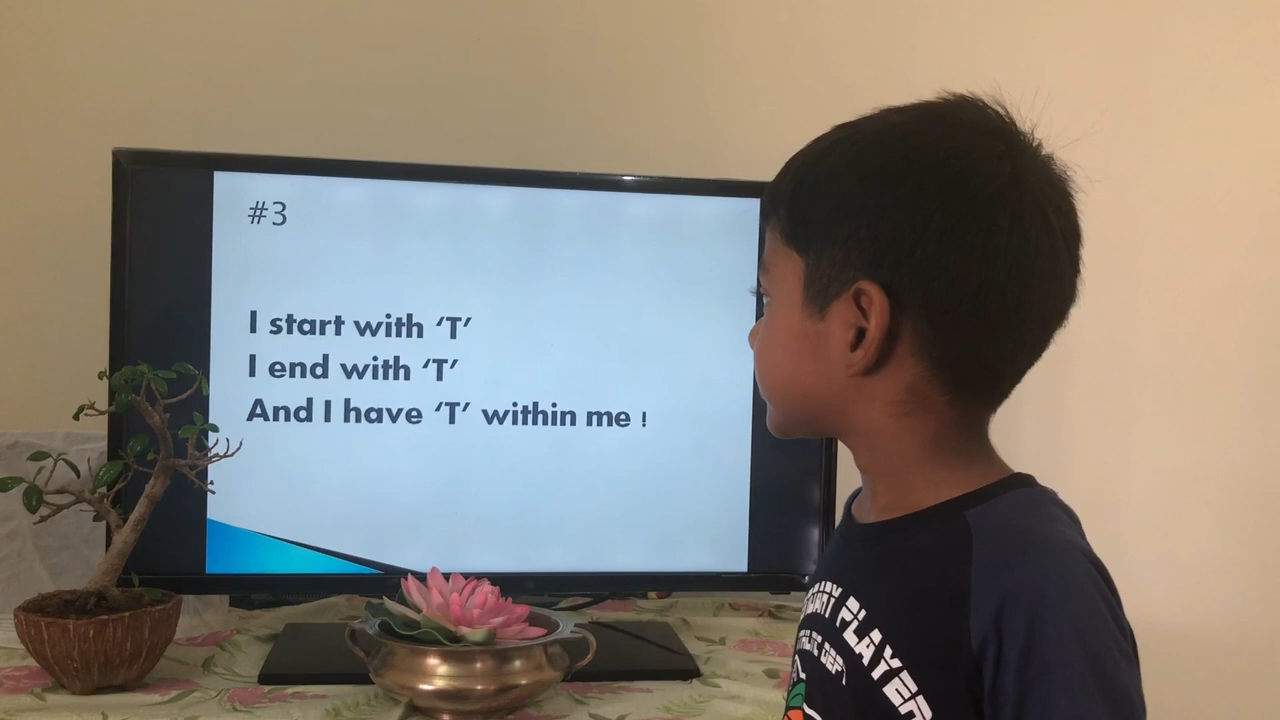 #3
I start with ‘T’
I end with ‘T’
And I have ‘T’ within me !
PLAYER